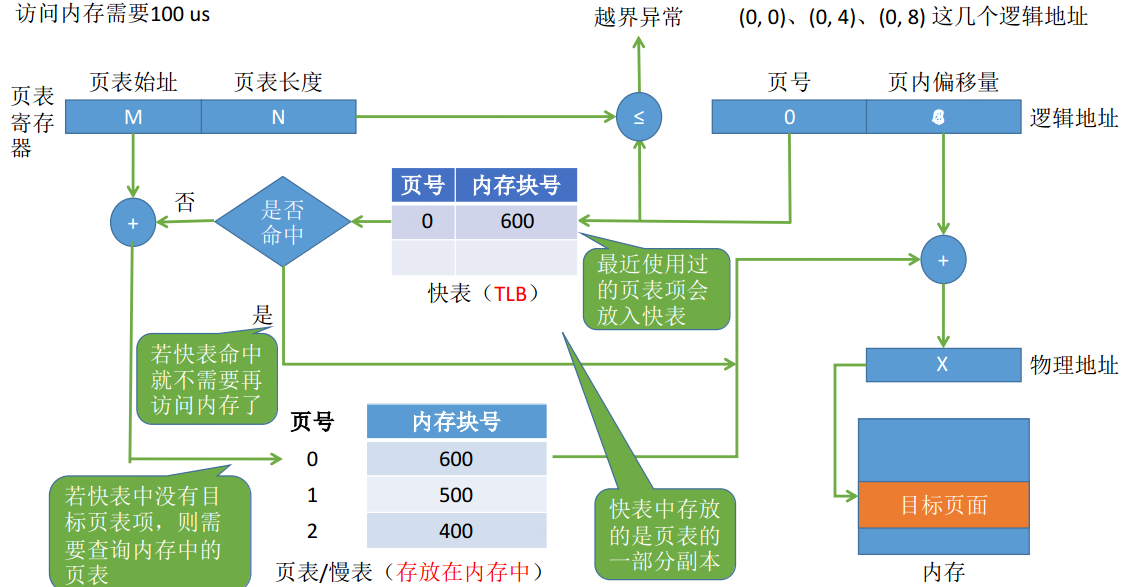 访问内存需要100 us
越界异常
(0, 0)、(0, 4)、(0, 8) 这几个逻辑地址
页表始址
页表长度
页号
页内偏移量
页表
寄存
器
M
N
≤
0
逻辑地址
否
是否
命中
+
页号
内存块号
0
600
快表（TLB）
最近使用过
的页表项会
放入快表
+
是
若快表命中
就不需要再
访问内存了
X
物理地址
页号
内存块号
0
600
1
500
2
400
页表/慢表（存放在内存中）
若快表中没有目
标页表项，则需
要查询内存中的
页表
快表中存放
的是页表的
一部分副本
目标页面
内存